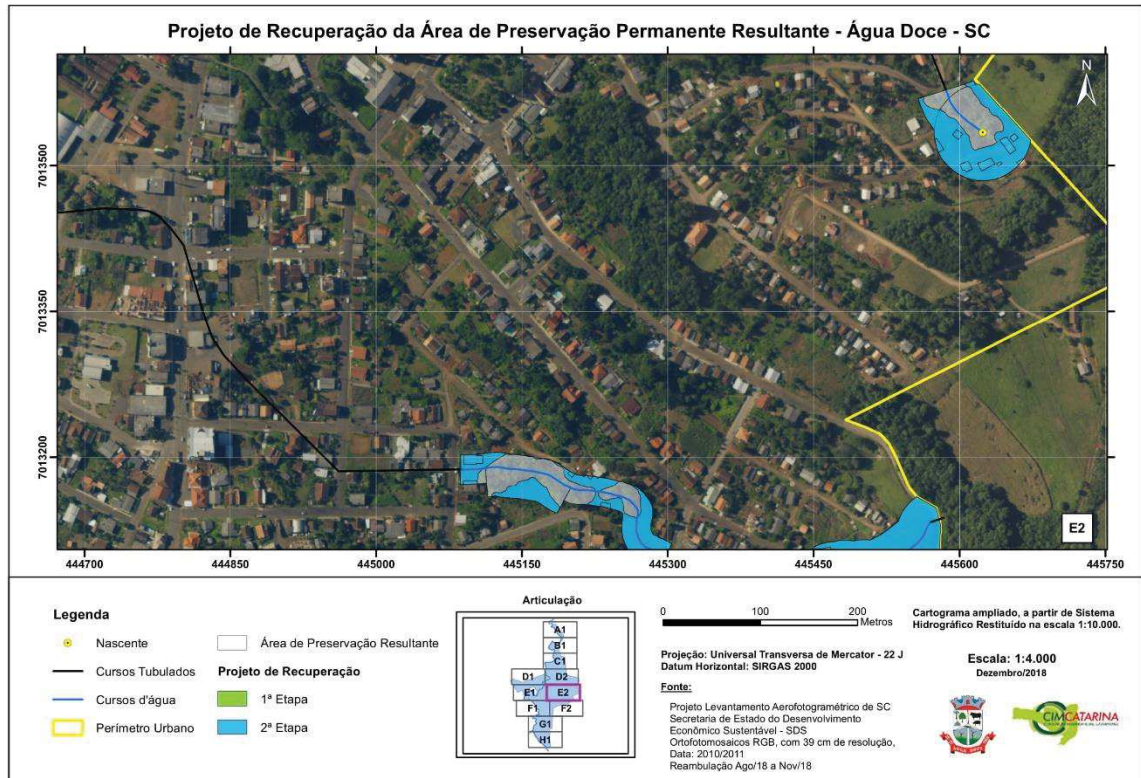 Projeto de Recuperação da Área de Preservação Permanente Resultante - Água Doce - SC
N
7013500
7013350
7013200
E2
444700
444850
445000
445150
445300
445450
445600
445750
Legenda
Nascente
Cursos Tubulados
Cursos d'água
Perímetro Urbano
Área de Preservação Resultante
Projeto de Recuperação
1ª Etapa
2ª Etapa
Articulação
A1
B1
C1
D1
D2
E1
E2
F1
F2
G1
H1
0 100 200
Metros
Projeção: Universal Transversa de Mercator - 22 J
Datum Horizontal: SIRGAS 2000
Fonte:
Projeto Levantamento Aerofotogramétrico de SC
Secretaria de Estado do Desenvolvimento
Econômico Sustentável - SDS
Ortofotomosaicos RGB, com 39 cm de resolução,
Data: 2010/2011
Reambulação Ago/18 a Nov/18
Cartograma ampliado, a partir de Sistema
Hidrográfico Restituído na escala 1:10.000.
Escala: 1:4.000
Dezembro/2018
CIMCATARINA